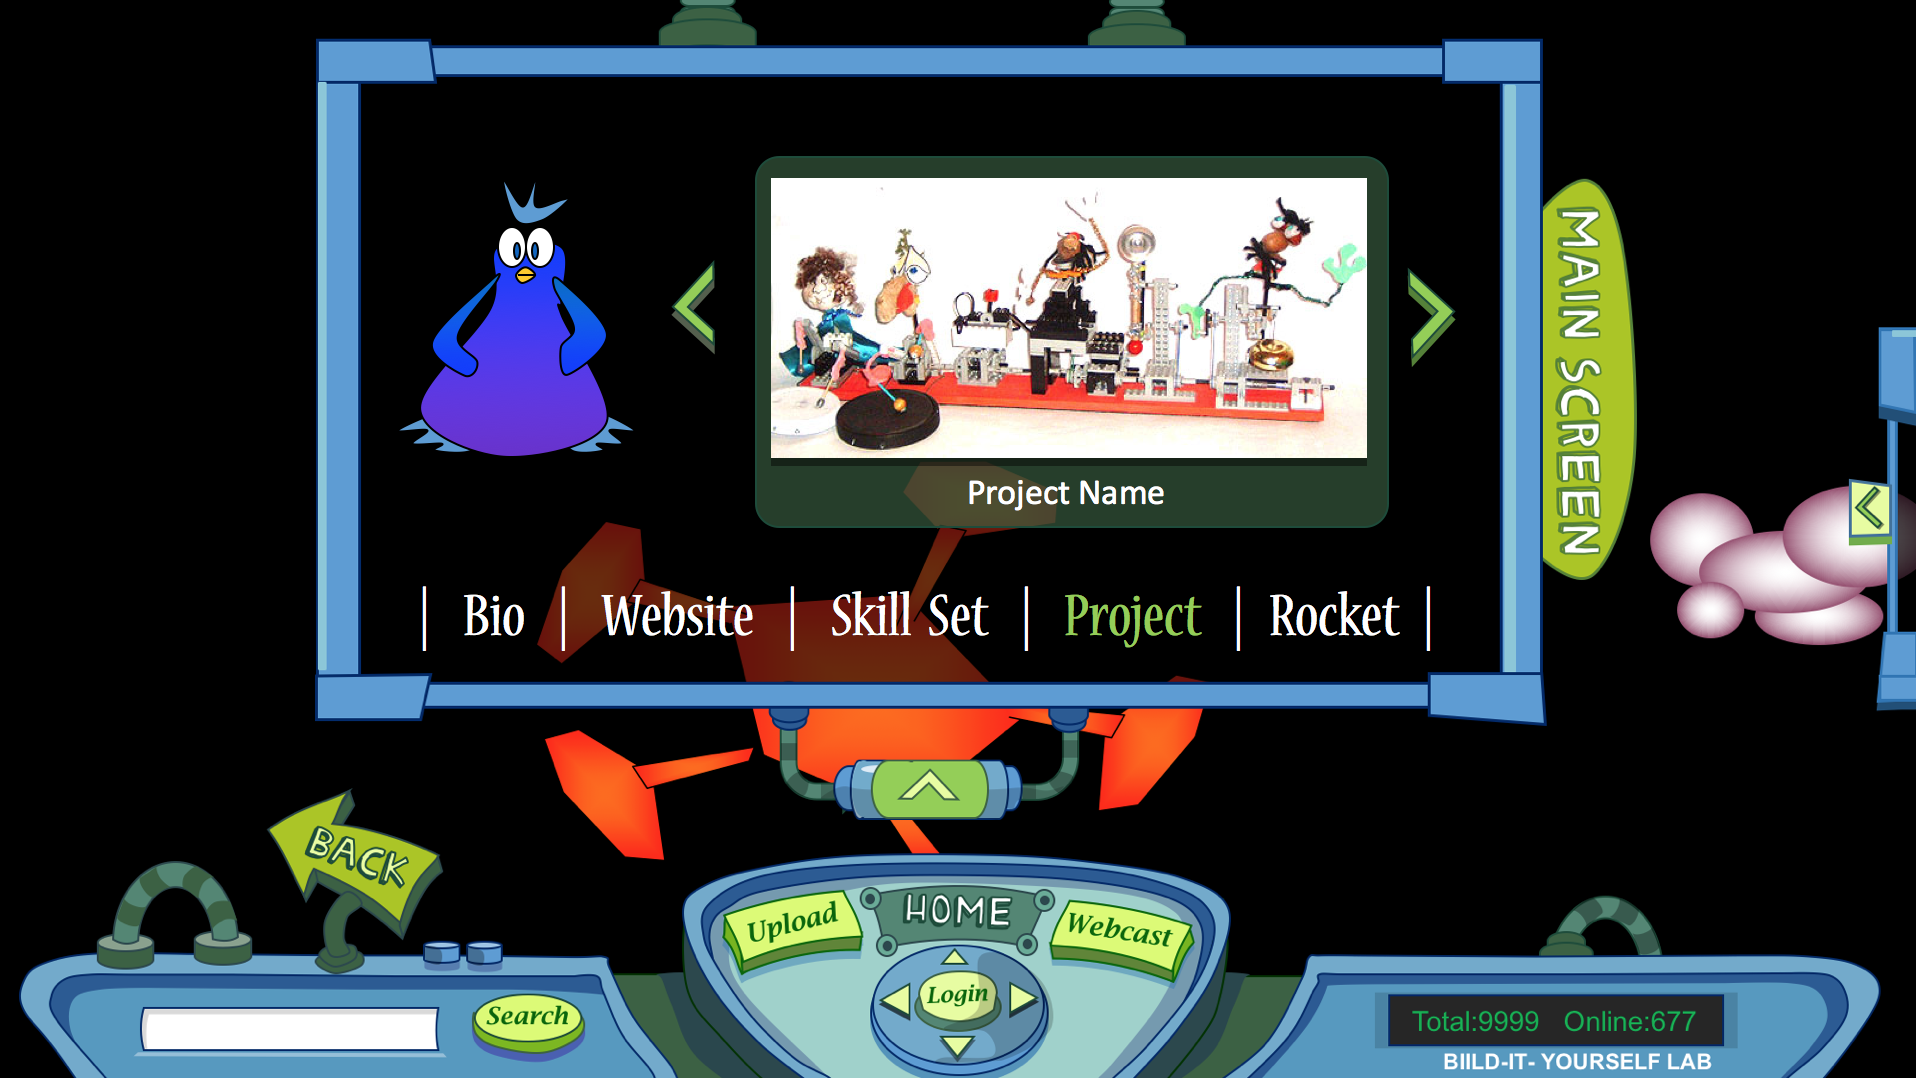 MAIN SCREEN
Project Name
| Bio | Website | Skill Set | Project | Rocket |
BACK
HOME
Upload
Webcast
Login
Search
Total:9999 Online:677
BIILD-IT- YOURSELF LAB